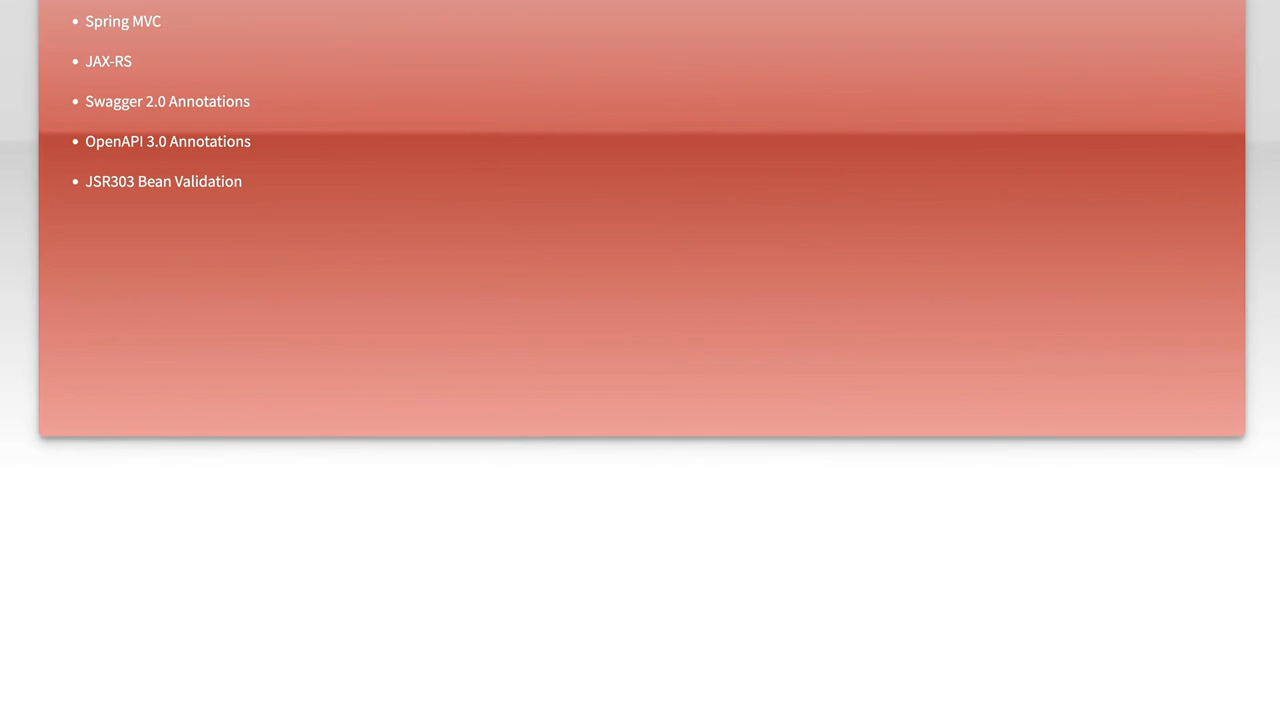 • Spring MVC
• JAX-RS
• Swagger 2.0 Annotations
• OpenAPI 3.0 Annotations
• JSR303 Bean Validation